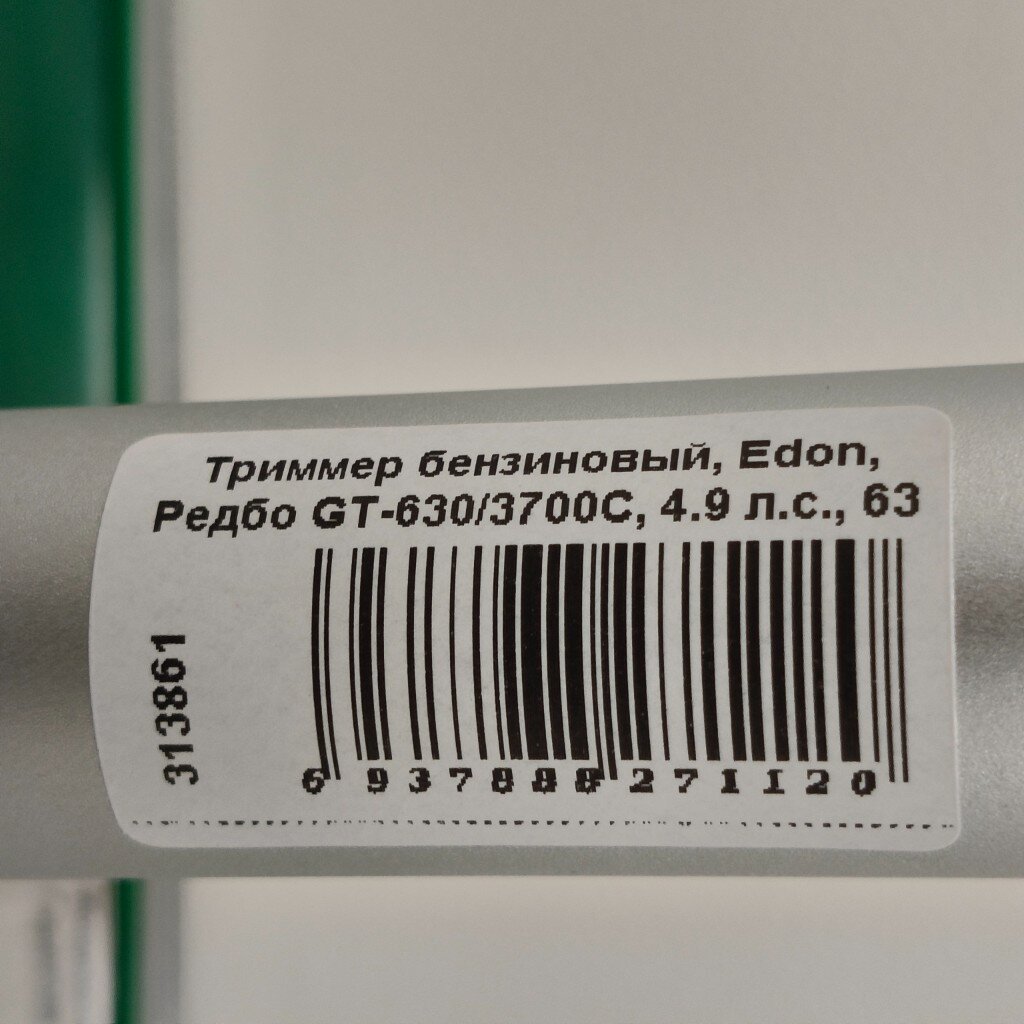 Триммер бензиновый, Edon,
Редбо GT-630/3700C, 4.9 л.с., 63
313861
6 937888 271120